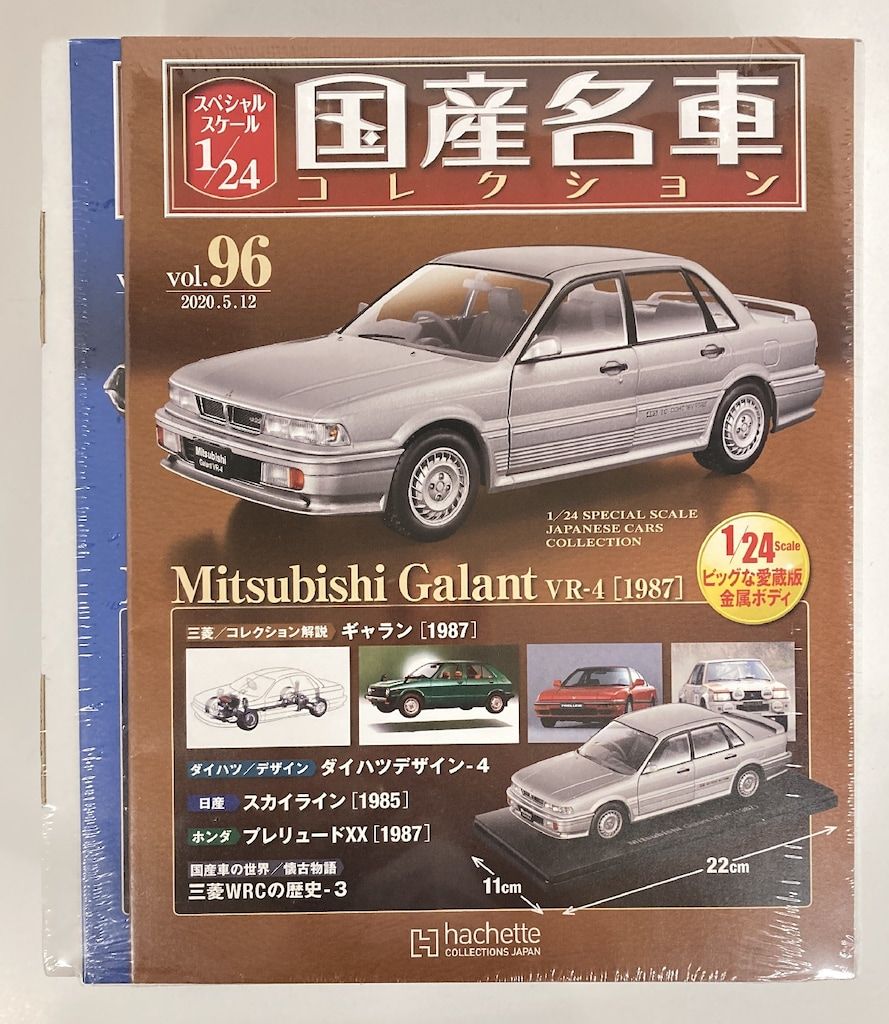 スペシャル
スケール
1/24
国産名車
コレクション
vol.96
2020.5.12
Mitsubishi
Galant VR-4
1/24 SPECIAL SCALE
JAPANESE CARS
COLLECTION
1/24 Scale
ビッグな愛蔵版
金属ボディ
Mitsubishi Galant VR-4 [1987]
三菱/コレクション解説 ギャラン [1987]
PRELUDE
ダイハツ/デザイン ダイハツデザイン-4
日産 スカイライン [1985]
ホンダ プレリュードXX [1987]
国産車の世界/懐古物語
三菱WRCの歴史-3
Mitsubishi Galant VR-4 [1987]
11cm
22cm
hachette
COLLECTIONS JAPAN